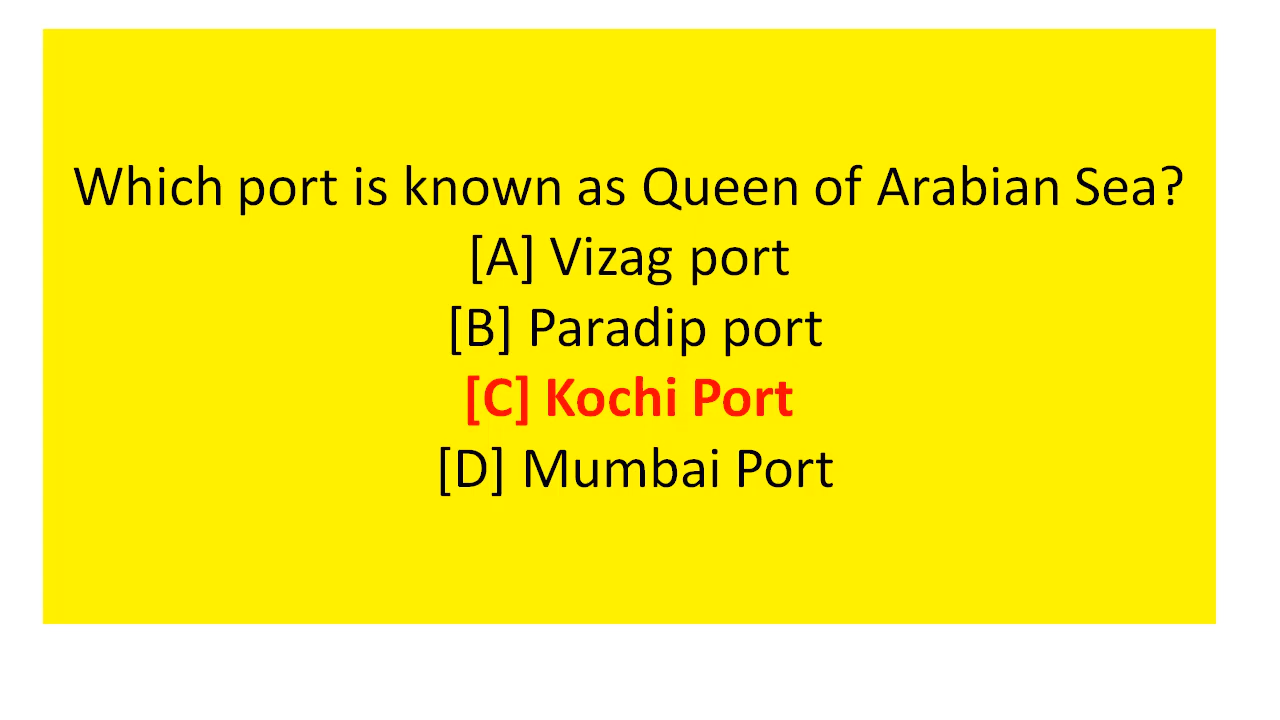 Which port is known as Queen of Arabian Sea?
[A] Vizag port
[B] Paradip port
[C] Kochi Port
[D] Mumbai Port